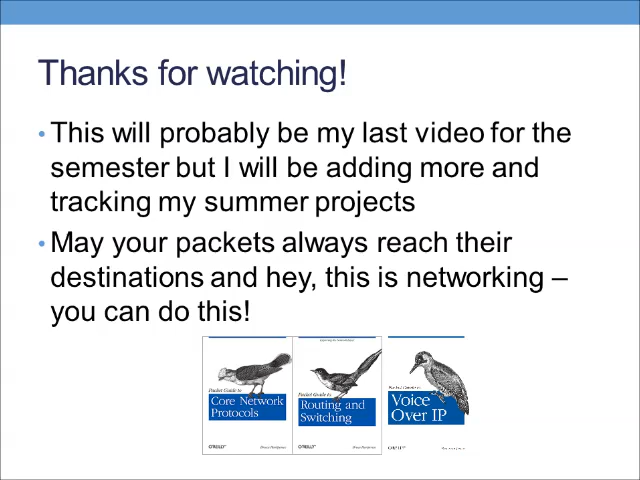 Thanks for watching!
• This will probably be my last video for the
semester but I will be adding more and
tracking my summer projects
• May your packets always reach their
destinations and hey, this is networking –
you can do this!
Packet Guide to
Core Network
Protocols
O'REILLY
Packet Guide to
Routing and
Switching
O'REILLY
Packet Guide to
Voice
Over IP
O'REILLY